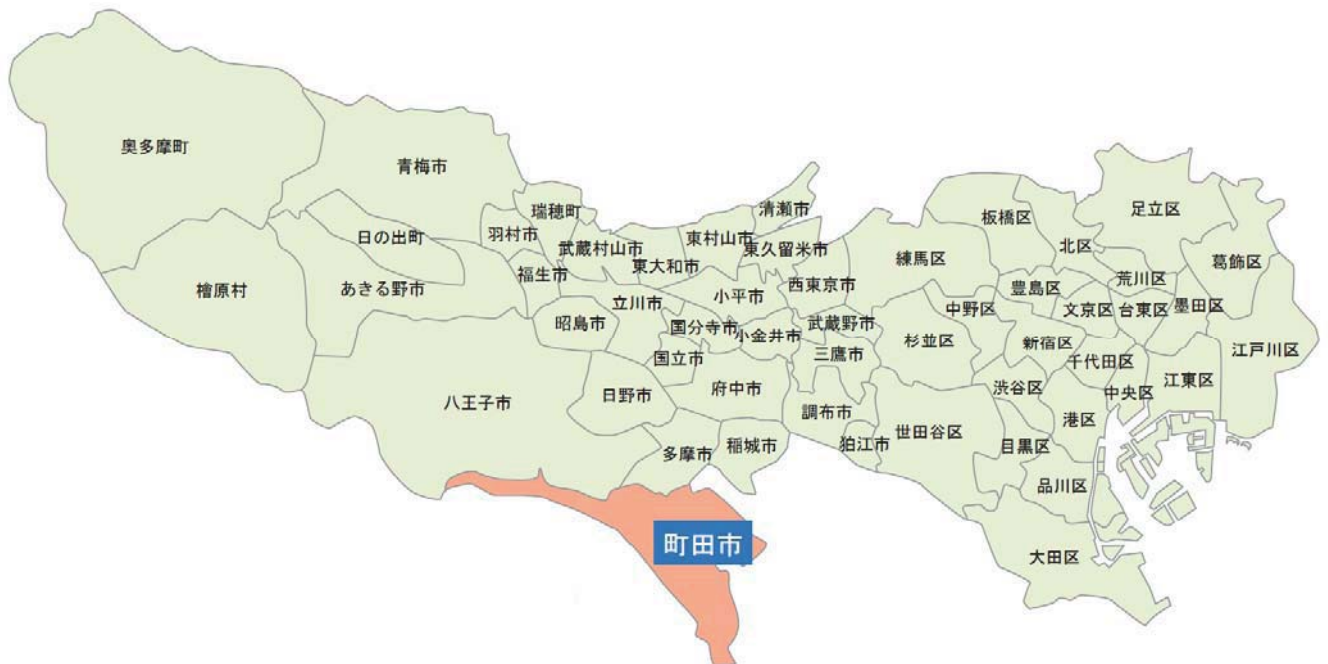 奥多摩町
青梅市
瑞穂町
羽村市
日の出町
檜原村
あきる野市
福生市
武蔵村山市
東大和市
東村山市
清瀬市
東久留米市
西東京市
小平市
立川市
昭島市
国分寺市
小金井市
国立市
武蔵野市
三鷹市
八王子市
日野市
府中市
調布市
狛江市
多摩市
稲城市
町田市
練馬区
板橋区
北区
足立区
葛飾区
荒川区
豊島区
文京区
台東区
墨田区
中野区
杉並区
新宿区
千代田区
江戸川区
渋谷区
中央区
江東区
港区
世田谷区
目黒区
品川区
大田区